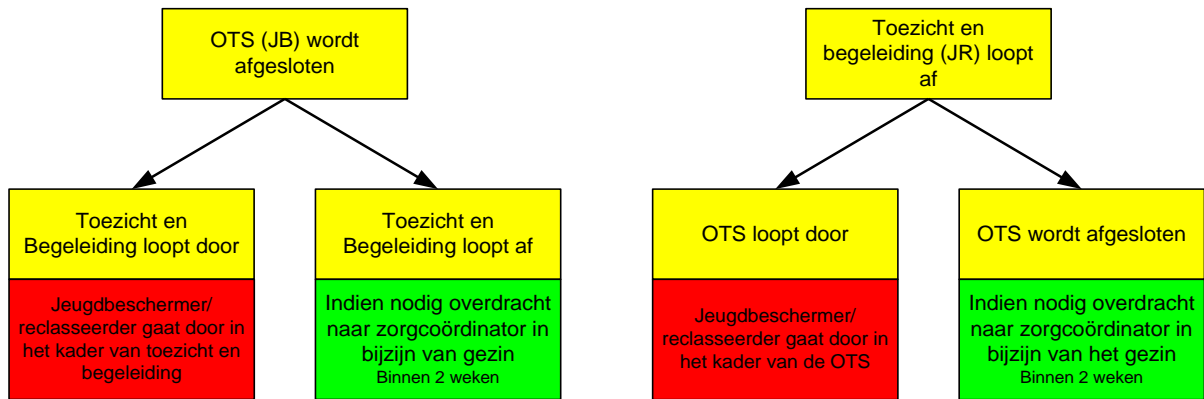 OTS (JB) wordt
afgesloten
Toezicht en
begeleiding (JR) loopt
af
Toezicht en
Begeleiding loopt door
Toezicht en
Begeleiding loopt af
OTS loopt door
OTS wordt afgesloten
Jeugdbeschermer/
reclasseerder gaat door in
het kader van toezicht en
begeleiding
Indien nodig overdracht
naar zorgcoördinator in
bijzijn van gezin
Binnen 2 weken
Jeugdbeschermer/
reclasseerder gaat door in
het kader van de OTS
Indien nodig overdracht
naar zorgcoördinator in
bijzijn van het gezin
Binnen 2 weken